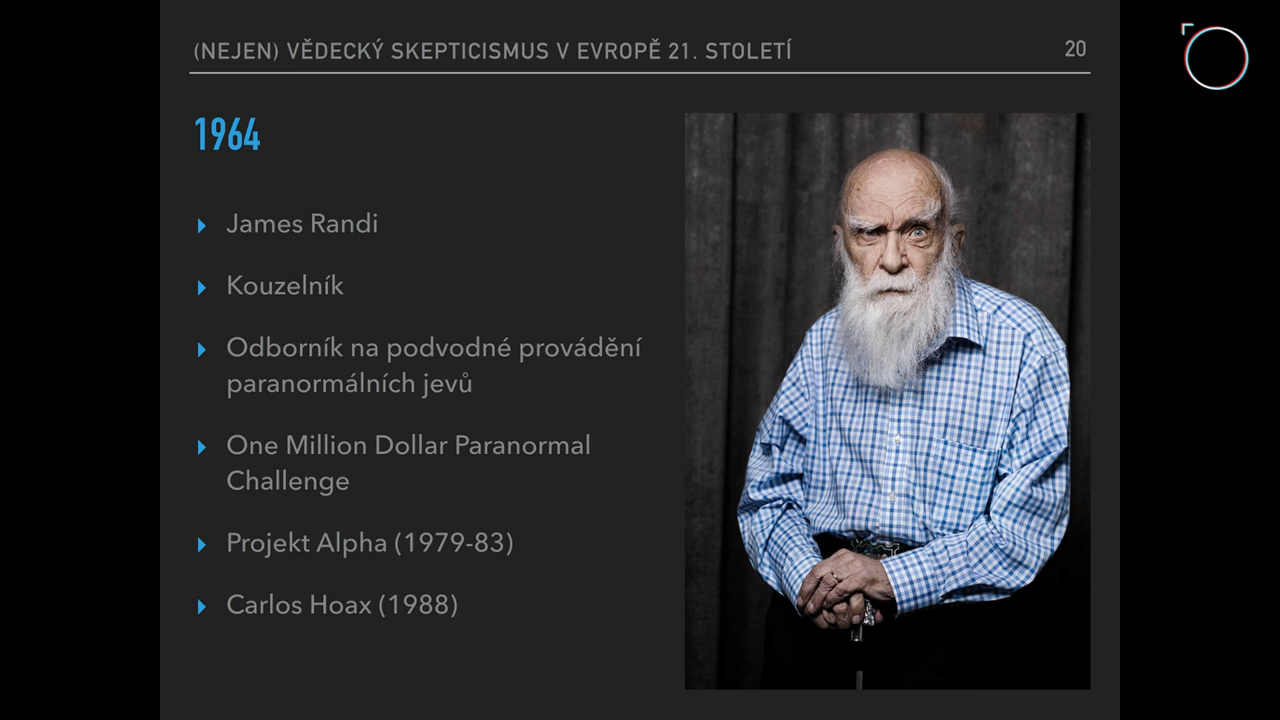 (NEJEN) VĚDECKÝ SKEPTICISMUS V EVROPĚ 21. STOLETÍ
20
1964
James Randi
Kouzelník
Odborník na podvodné provádění
paranormálních jevů
One Million Dollar Paranormal
Challenge
Projekt Alpha (1979-83)
Carlos Hoax (1988)